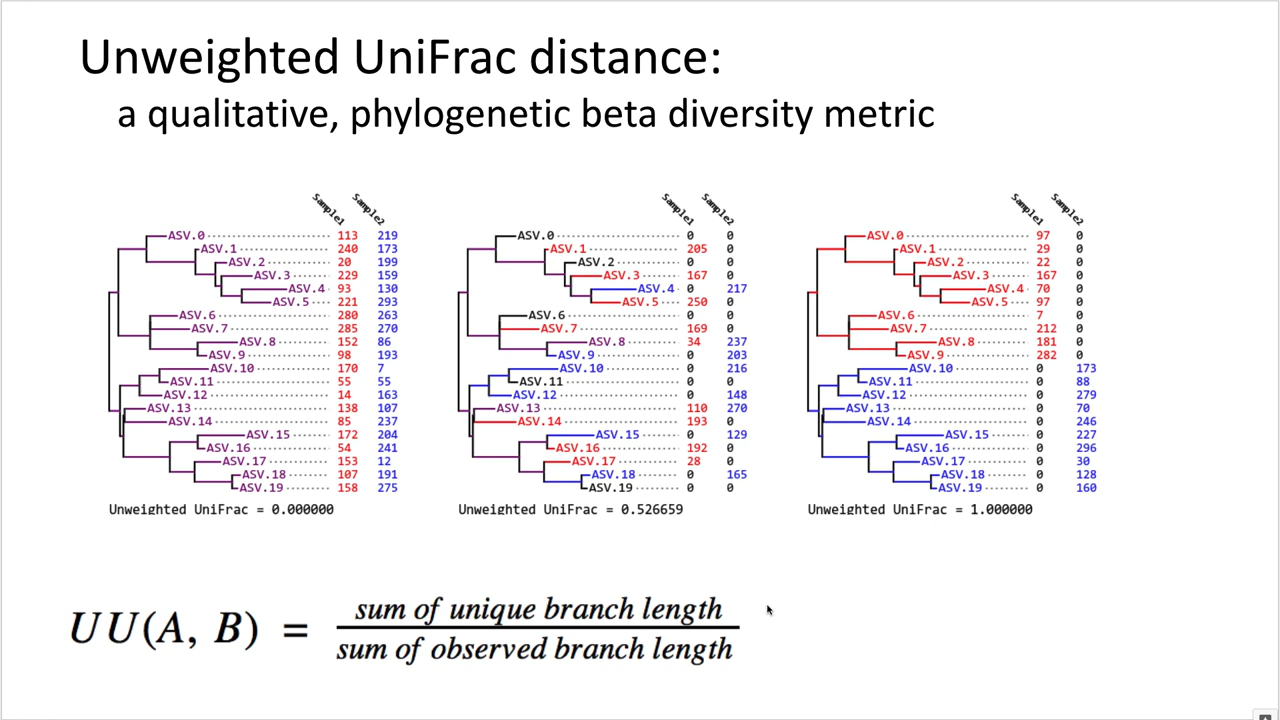 Unweighted UniFrac distance:
a qualitative, phylogenetic beta diversity metric
Sample1 Sample2
ASV.0 113 219
ASV.1 240 173
ASV.2 20 199
ASV.3 229 159
ASV.4 93 130
ASV.5 221 293
ASV.6 280 263
ASV.7 285 270
ASV.8 152 86
ASV.9 98 193
ASV.10 170 7
ASV.11 55 55
ASV.12 14 163
ASV.13 138 107
ASV.14 85 237
ASV.15 172 204
ASV.16 54 241
ASV.17 153 12
ASV.18 107 191
ASV.19 158 275
Unweighted UniFrac = 0.000000
Sample1 Sample2
ASV.0 0 0
ASV.1 205 0
ASV.2 0 0
ASV.3 167 0
ASV.4 0 217
ASV.5 250 0
ASV.6 0 0
ASV.7 169 0
ASV.8 34 237
ASV.9 0 203
ASV.10 0 216
ASV.11 0 0
ASV.12 0 148
ASV.13 110 270
ASV.14 193 0
ASV.15 0 129
ASV.16 192 0
ASV.17 28 0
ASV.18 0 165
ASV.19 0 0
Unweighted UniFrac = 0.526659
Sample1 Sample2
ASV.0 97 0
ASV.1 29 0
ASV.2 22 0
ASV.3 167 0
ASV.4 70 0
ASV.5 97 0
ASV.6 7 0
ASV.7 212 0
ASV.8 181 0
ASV.9 282 0
ASV.10 0 173
ASV.11 0 88
ASV.12 0 279
ASV.13 0 70
ASV.14 0 246
ASV.15 0 227
ASV.16 0 296
ASV.17 0 30
ASV.18 0 128
ASV.19 0 160
Unweighted UniFrac = 1.000000
UU(A, B) = sum of unique branch length
sum of observed branch length